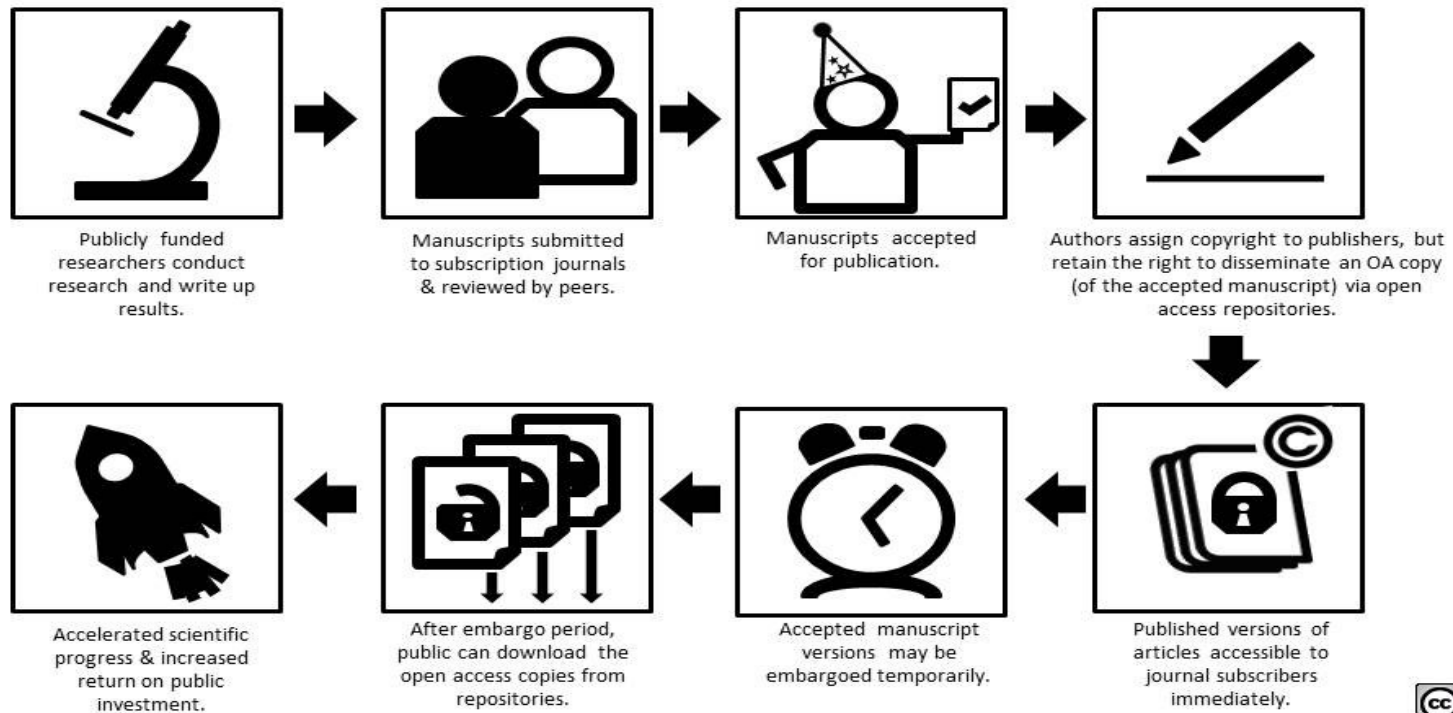 Publicly funded
researchers conduct
research and write up
results.
Manuscripts submitted
to subscription journals
& reviewed by peers.
Manuscripts accepted
for publication.
Authors assign copyright to publishers, but
retain the right to disseminate an OA copy
(of the accepted manuscript) via open
access repositories.
©
Published versions of
articles accessible to
journal subscribers
immediately.
Accepted manuscript
versions may be
embargoed temporarily.
After embargo period,
public can download the
open access copies from
repositories.
Accelerated scientific
progress & increased
return on public
investment.
cc